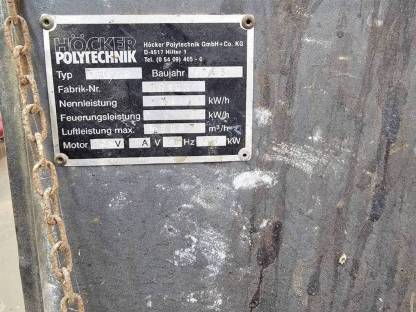 HÖCKER
POLYTECHNIK
Höcker Polytechnik GmbH+Co. KG
D-4517 Hilter 1
Tel. (0 54 09) 405-0
Typ Baujahr
Fabrik-Nr.
Nennleistung kW/h
Feuerungsleistung kW/h
Luftleistung max. m³/h
Motor V A V Hz kW